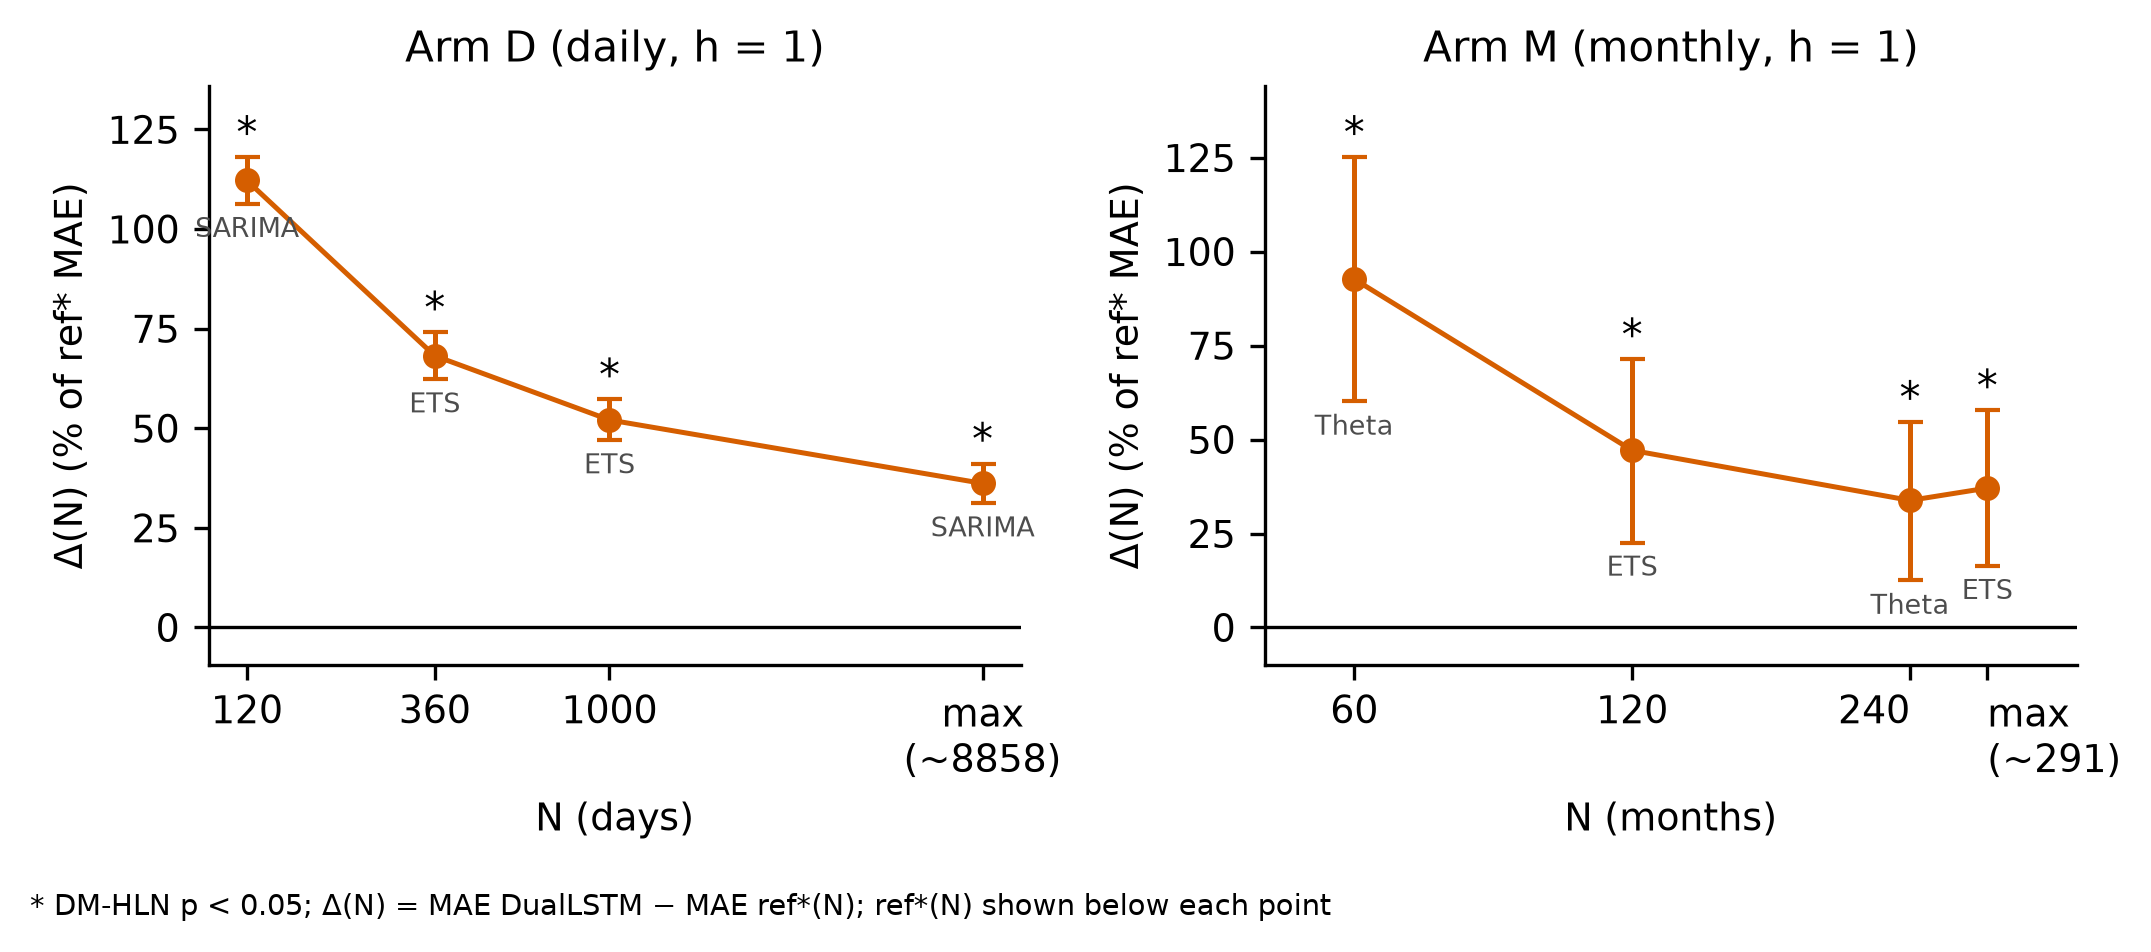 Arm D (daily, h = 1)
Δ(N) (% of ref* MAE)
125
100
75
50
25
0
*
SARIMA
*
ETS
*
ETS
*
SARIMA
120
360
1000
max
(~8858)
N (days)
Arm M (monthly, h = 1)
Δ(N) (% of ref* MAE)
125
100
75
50
25
0
*
Theta
*
ETS
*
Theta
*
ETS
60
120
240
max
(~291)
N (months)
* DM-HLN p < 0.05; Δ(N) = MAE DualLSTM − MAE ref*(N); ref*(N) shown below each point